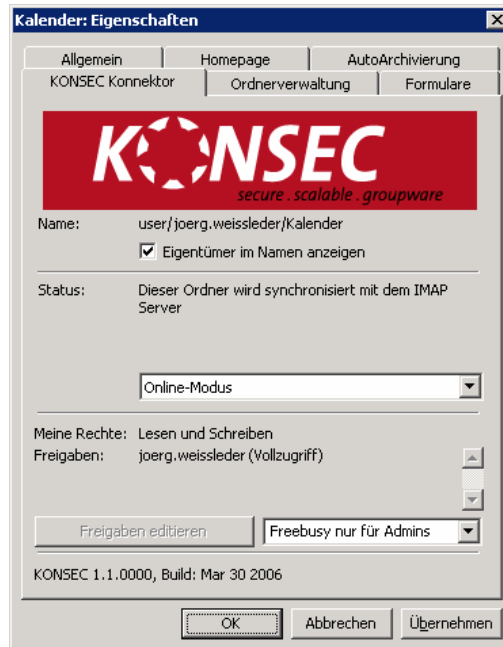 Kalender: Eigenschaften
Allgemein Homepage AutoArchivierung
KONSEC Konnektor Ordnerverwaltung Formulare
KONSEC
secure . scalable . groupware
Name: user/joerg.weissleder/Kalender
Eigentümer im Namen anzeigen
Status: Dieser Ordner wird synchronisiert mit dem IMAP
Server
Online-Modus
Meine Rechte: Lesen und Schreiben
Freigaben: joerg.weissleder (Vollzugriff)
Freigaben editieren Freebusy nur für Admins
KONSEC 1.1.0000, Build: Mar 30 2006
OK Abbrechen Übernehmen